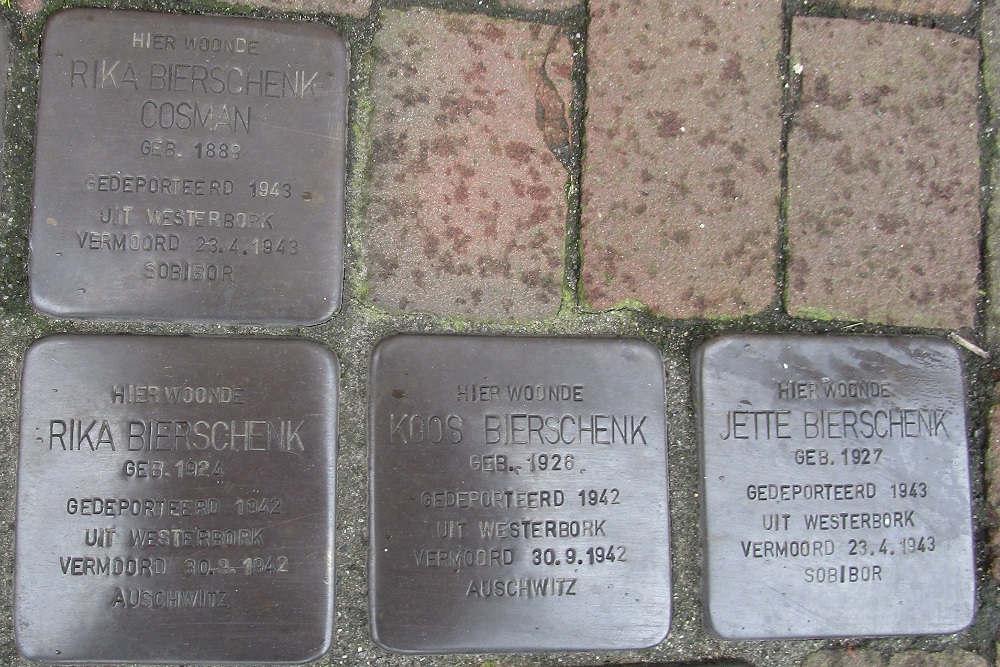 HIER WOONDE
RIKA BIERSCHENK-
COSMAN
GEB. 1889
GEDEPORTEERD 1943
UIT WESTERBORK
VERMOORD 23.4.1943
SOBIBOR
HIER WOONDE
RIKA BIERSCHENK
GEB. 1924
GEDEPORTEERD 1942
UIT WESTERBORK
VERMOORD 30.9.1942
AUSCHWITZ
HIER WOONDE
KOOS BIERSCHENK
GEB. 1926
GEDEPORTEERD 1942
UIT WESTERBORK
VERMOORD 30.9.1942
AUSCHWITZ
HIER WOONDE
JETTE BIERSCHENK
GEB. 1927
GEDEPORTEERD 1943
UIT WESTERBORK
VERMOORD 23.4.1943
SOBIBOR